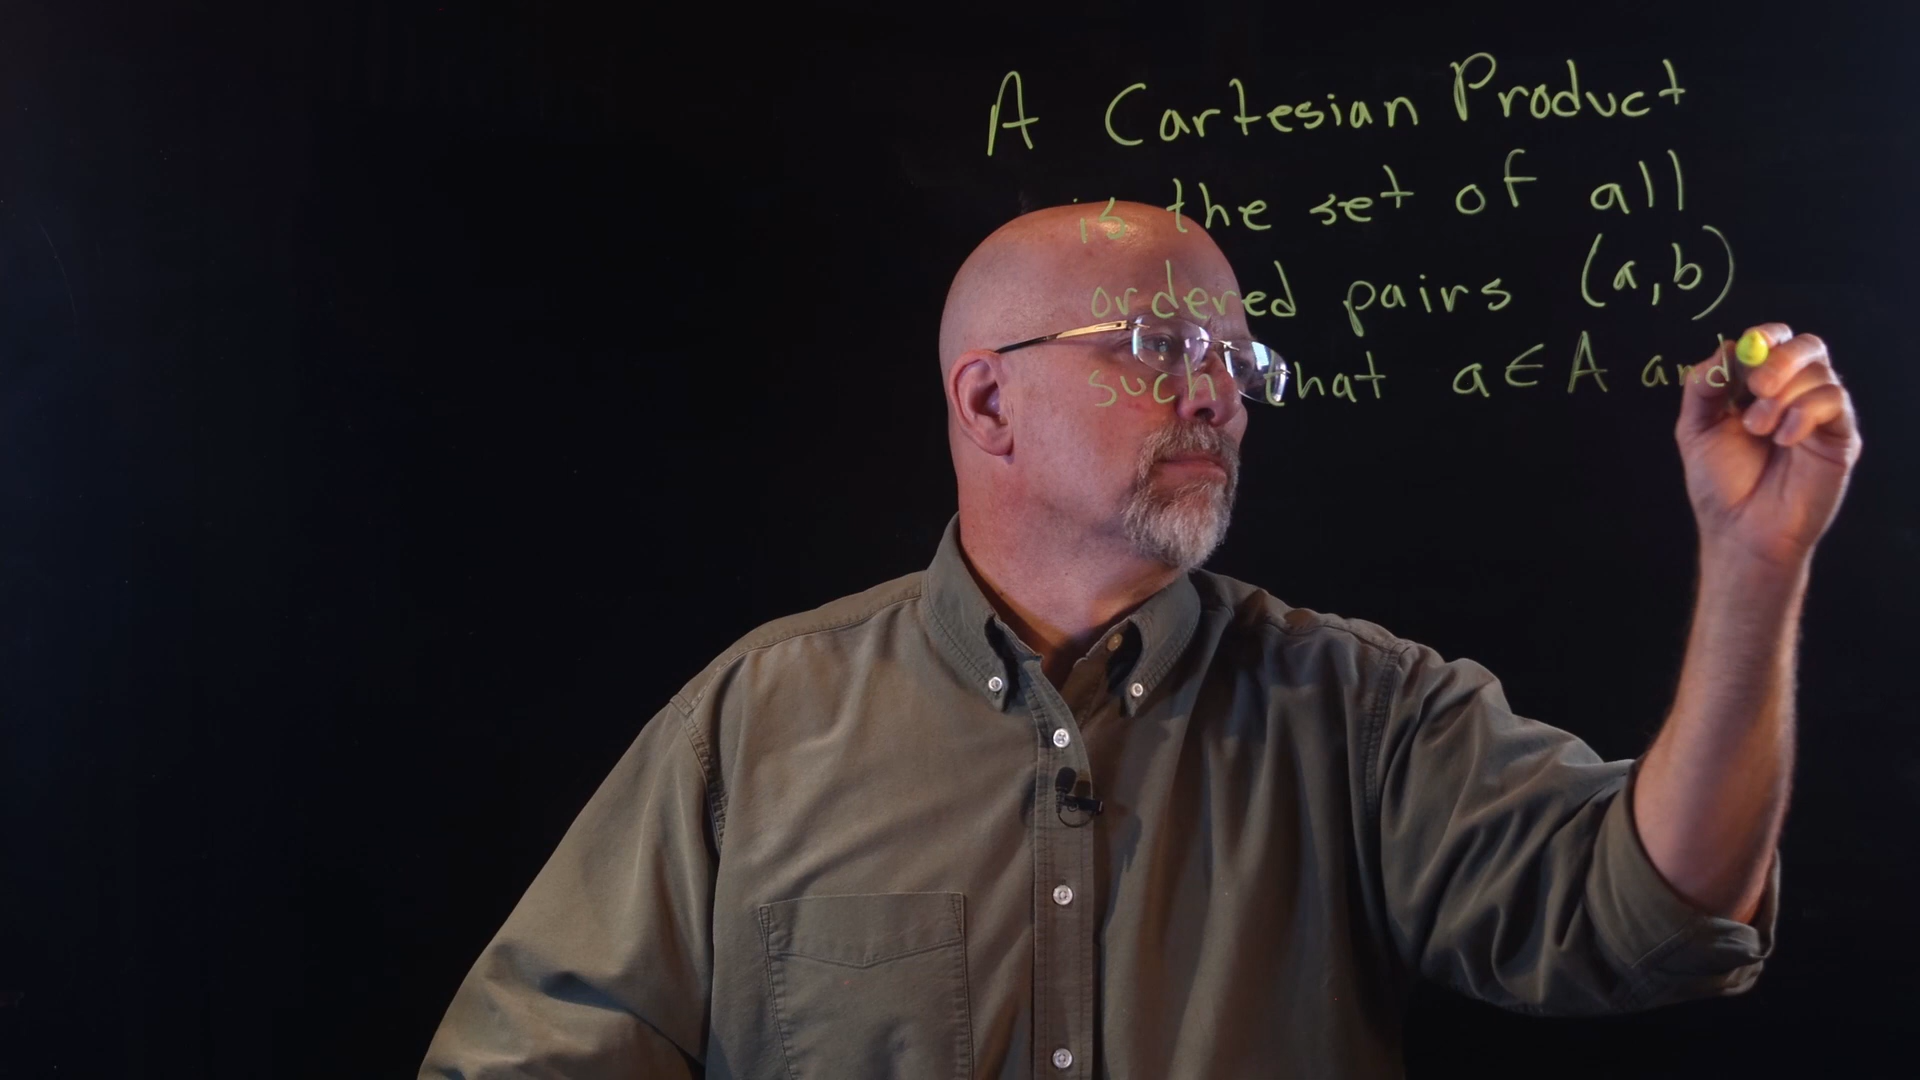 A Cartesian Product
is the set of all
ordered pairs (a,b)
such that a ∈ A and